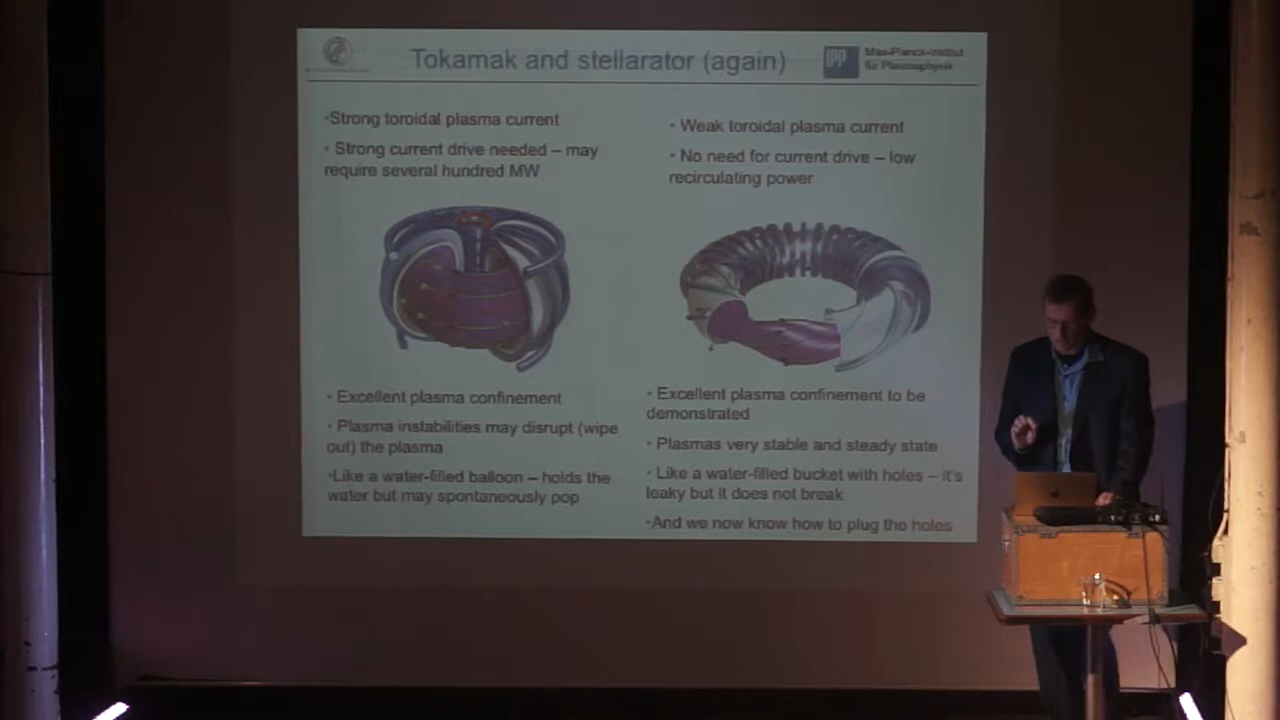 Tokamak and stellarator (again)
IPP
Max-Planck-Institut
für Plasmaphysik
•Strong toroidal plasma current
• Strong current drive needed – may
require several hundred MW
• Weak toroidal plasma current
• No need for current drive – low
recirculating power
• Excellent plasma confinement
• Plasma instabilities may disrupt (wipe
out) the plasma
•Like a water-filled balloon – holds the
water but may spontaneously pop
• Excellent plasma confinement to be
demonstrated
• Plasmas very stable and steady state
• Like a water-filled bucket with holes – it's
leaky but it does not break
•And we now know how to plug the holes